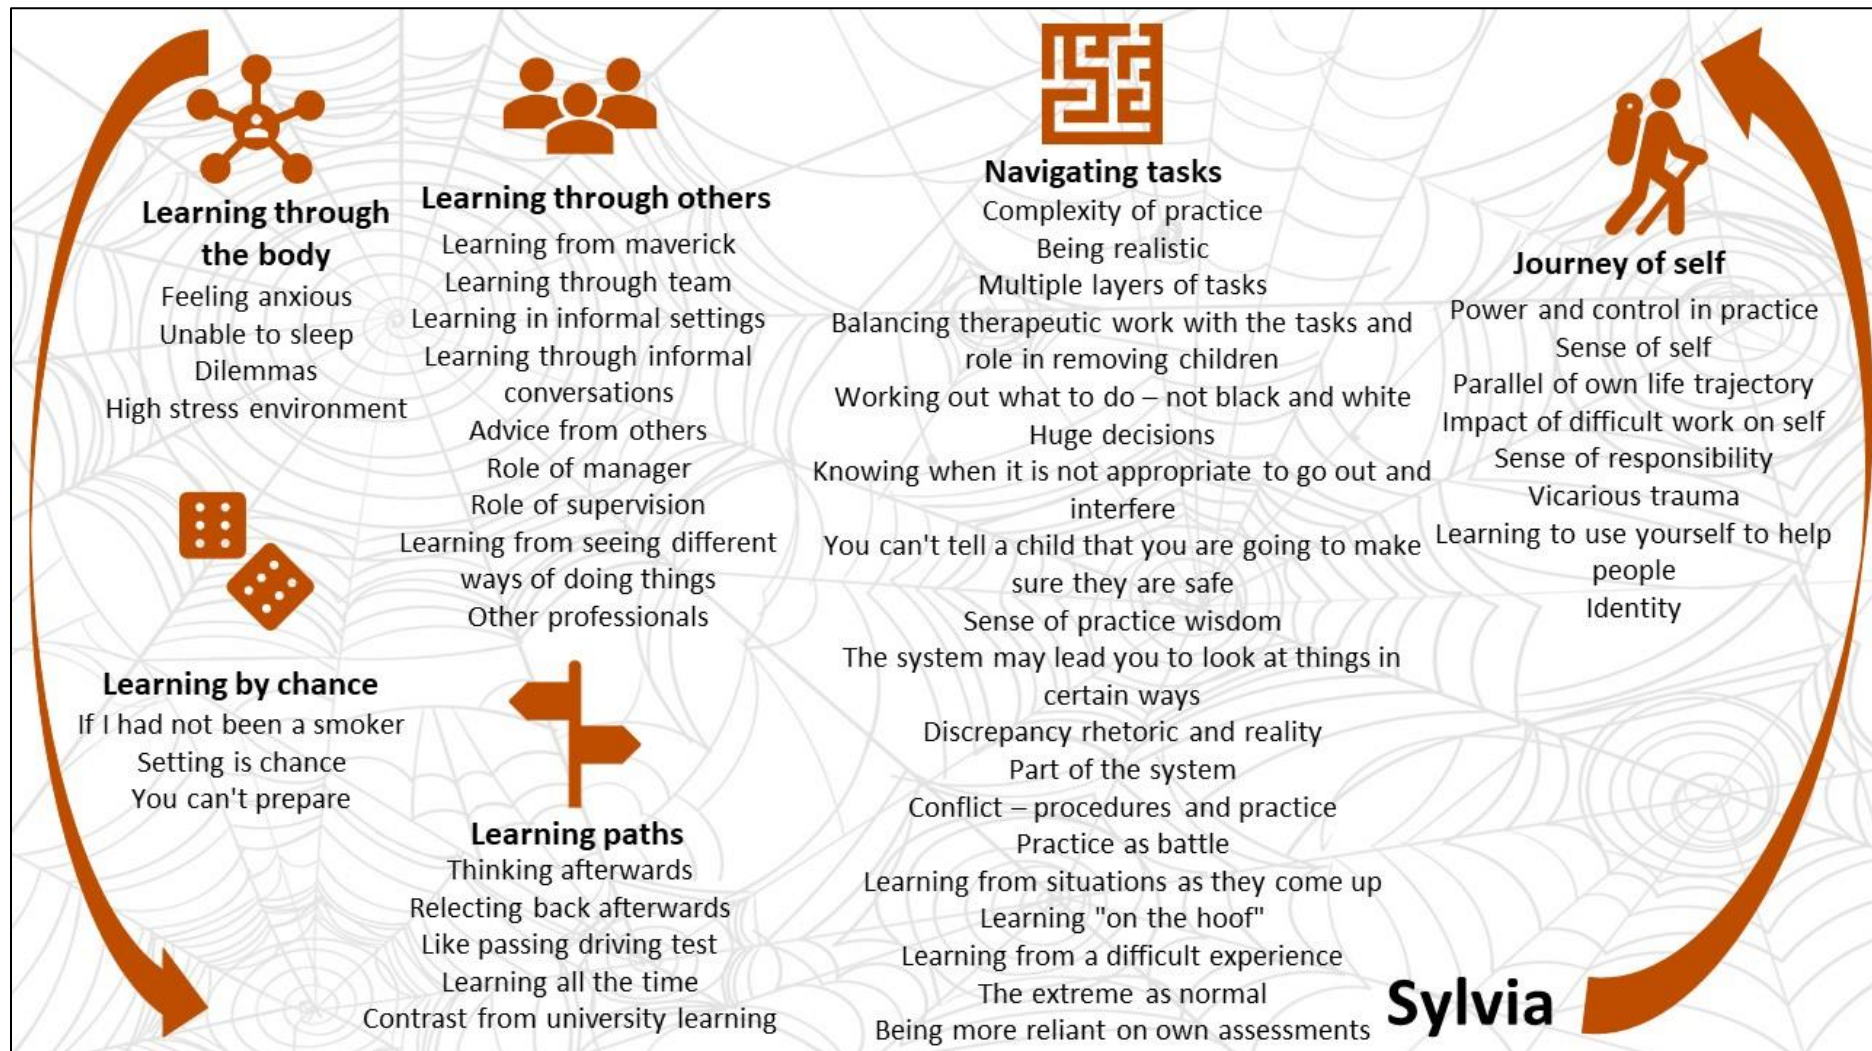 Learning through
the body
Feeling anxious
Unable to sleep
Dilemmas
High stress environment
Learning by chance
If I had not been a smoker
Setting is chance
You can't prepare
Learning through others
Learning from maverick
Learning through team
Learning in informal settings
Learning through informal
conversations
Advice from others
Role of manager
Role of supervision
Learning from seeing different
ways of doing things
Other professionals
Learning paths
Thinking afterwards
Relecting back afterwards
Like passing driving test
Learning all the time
Contrast from university learning
Navigating tasks
Complexity of practice
Being realistic
Multiple layers of tasks
Balancing therapeutic work with the tasks and
role in removing children
Working out what to do – not black and white
Huge decisions
Knowing when it is not appropriate to go out and
interfere
You can't tell a child that you are going to make
sure they are safe
Sense of practice wisdom
The system may lead you to look at things in
certain ways
Discrepancy rhetoric and reality
Part of the system
Conflict – procedures and practice
Practice as battle
Learning from situations as they come up
Learning "on the hoof"
Learning from a difficult experience
The extreme as normal
Being more reliant on own assessments
Journey of self
Power and control in practice
Sense of self
Parallel of own life trajectory
Impact of difficult work on self
Sense of responsibility
Vicarious trauma
Learning to use yourself to help
people
Identity
Sylvia